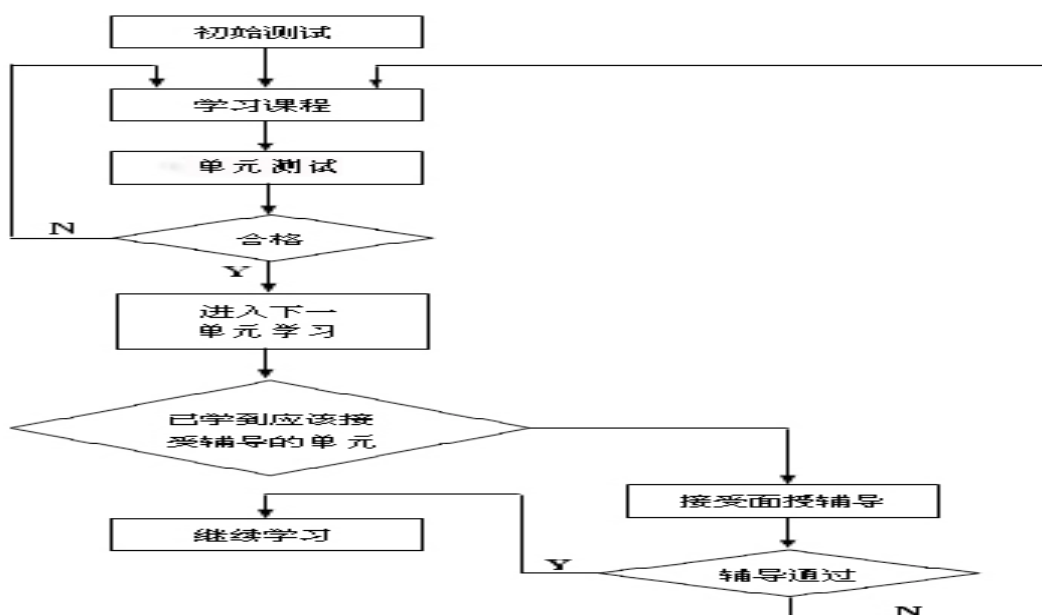 初始测试
学习课程
单元测试
N
合格
Y
进入下一
单元学习
已学到应该接
受辅导的单元
接受面授辅导
继续学习
Y
辅导通过
N